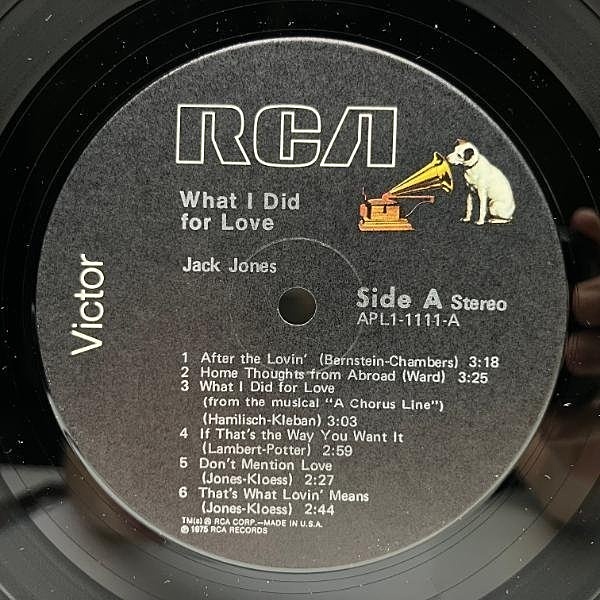 RCA
What I Did
for Love
Jack Jones
Victor
Side A Stereo
APL1-1111-A
1 After the Lovin' (Bernstein-Chambers) 3:18
2 Home Thoughts from Abroad (Ward) 3:25
3 What I Did for Love
(from the musical "A Chorus Line")
(Hamlisch-Kleban) 3:03
4 If That's the Way You Want It
(Lambert-Potter) 2:59
5 Don't Mention Love
(Jones-Kloess) 2:27
6 That's What Lovin' Means
(Jones-Kloess) 2:44
TM(s) ® RCA CORP.—MADE IN U.S.A.
℗ 1975 RCA RECORDS